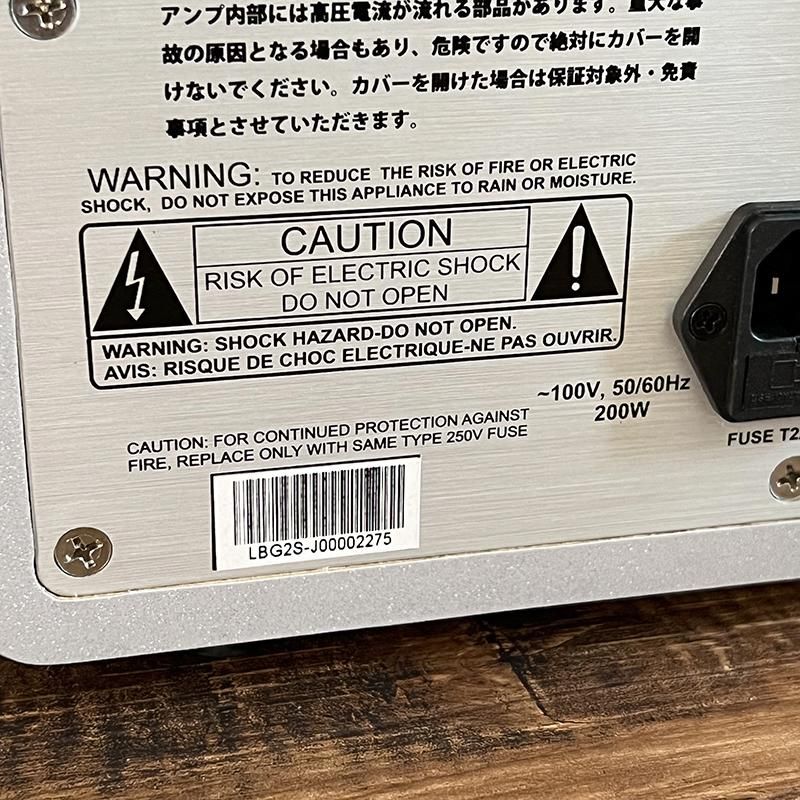 アンプ内部には高圧電流が流れる部品があります。重大な事
故の原因となる場合もあり、危険ですので絶対にカバーを開
けないでください。カバーを開けた場合は保証対象外・免責
事項とさせていただきます。
WARNING: TO REDUCE THE RISK OF FIRE OR ELECTRIC
SHOCK, DO NOT EXPOSE THIS APPLIANCE TO RAIN OR MOISTURE.
CAUTION
RISK OF ELECTRIC SHOCK
DO NOT OPEN
WARNING: SHOCK HAZARD-DO NOT OPEN.
AVIS: RISQUE DE CHOC ELECTRIQUE-NE PAS OUVRIR.
~100V, 50/60Hz
200W
FUSE
CAUTION: FOR CONTINUED PROTECTION AGAINST
FIRE, REPLACE ONLY WITH SAME TYPE 250V FUSE
LBG2S-J00002275